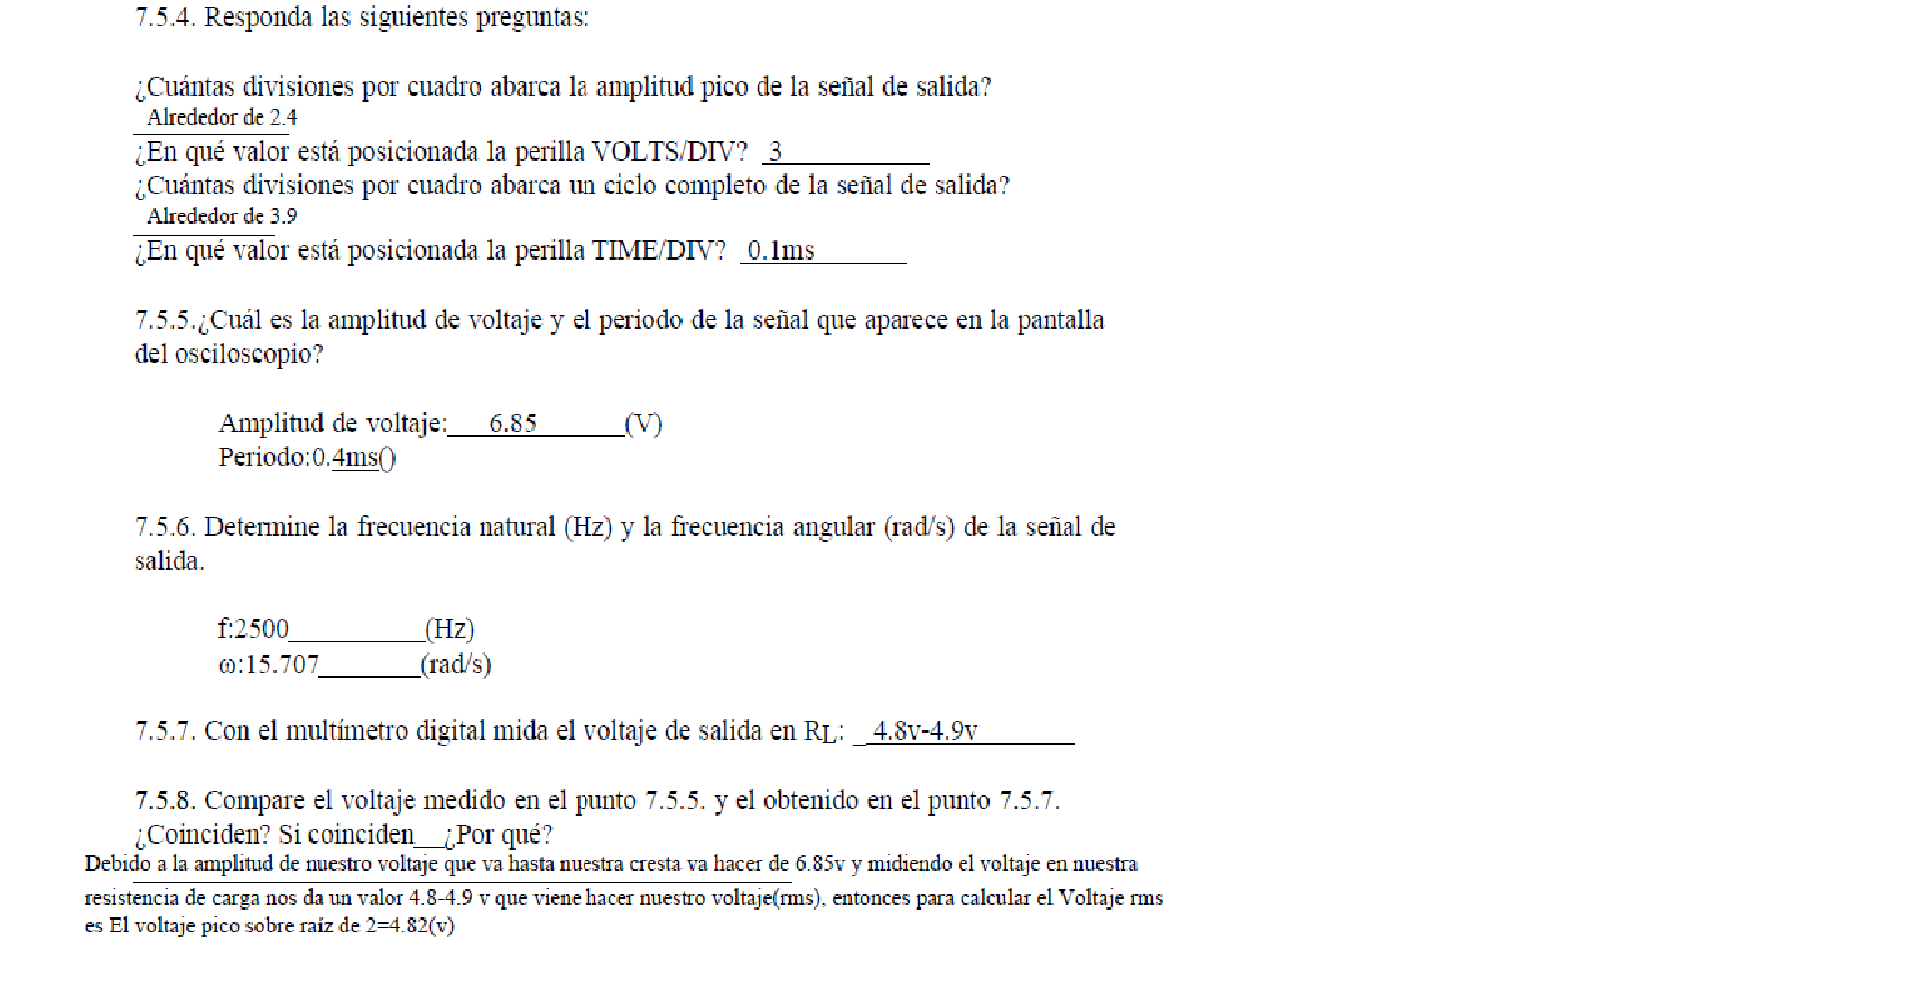 7.5.4. Responda las siguientes preguntas:
¿Cuántas divisiones por cuadro abarca la amplitud pico de la señal de salida?
Alrededor de 2.4
¿En qué valor está posicionada la perilla VOLTS/DIV? 3
¿Cuántas divisiones por cuadro abarca un ciclo completo de la señal de salida?
Alrededor de 3.9
¿En qué valor está posicionada la perilla TIME/DIV? 0.1ms
7.5.5.¿Cuál es la amplitud de voltaje y el periodo de la señal que aparece en la pantalla
del osciloscopio?
Amplitud de voltaje: 6.85 (V)
Periodo:0.4ms()
7.5.6. Determine la frecuencia natural (Hz) y la frecuencia angular (rad/s) de la señal de
salida.
f:2500 (Hz)
ω:15.707 (rad/s)
7.5.7. Con el multímetro digital mida el voltaje de salida en RL: _ 4.8v-4.9v
7.5.8. Compare el voltaje medido en el punto 7.5.5. y el obtenido en el punto 7.5.7.
¿Coinciden? Si coinciden__¿Por qué?
Debido a la amplitud de nuestro voltaje que va hasta nuestra cresta va hacer de 6.85v y midiendo el voltaje en nuestra
resistencia de carga nos da un valor 4.8-4.9 v que viene hacer nuestro voltaje(rms), entonces para calcular el Voltaje rms
es El voltaje pico sobre raíz de 2=4.82(v)